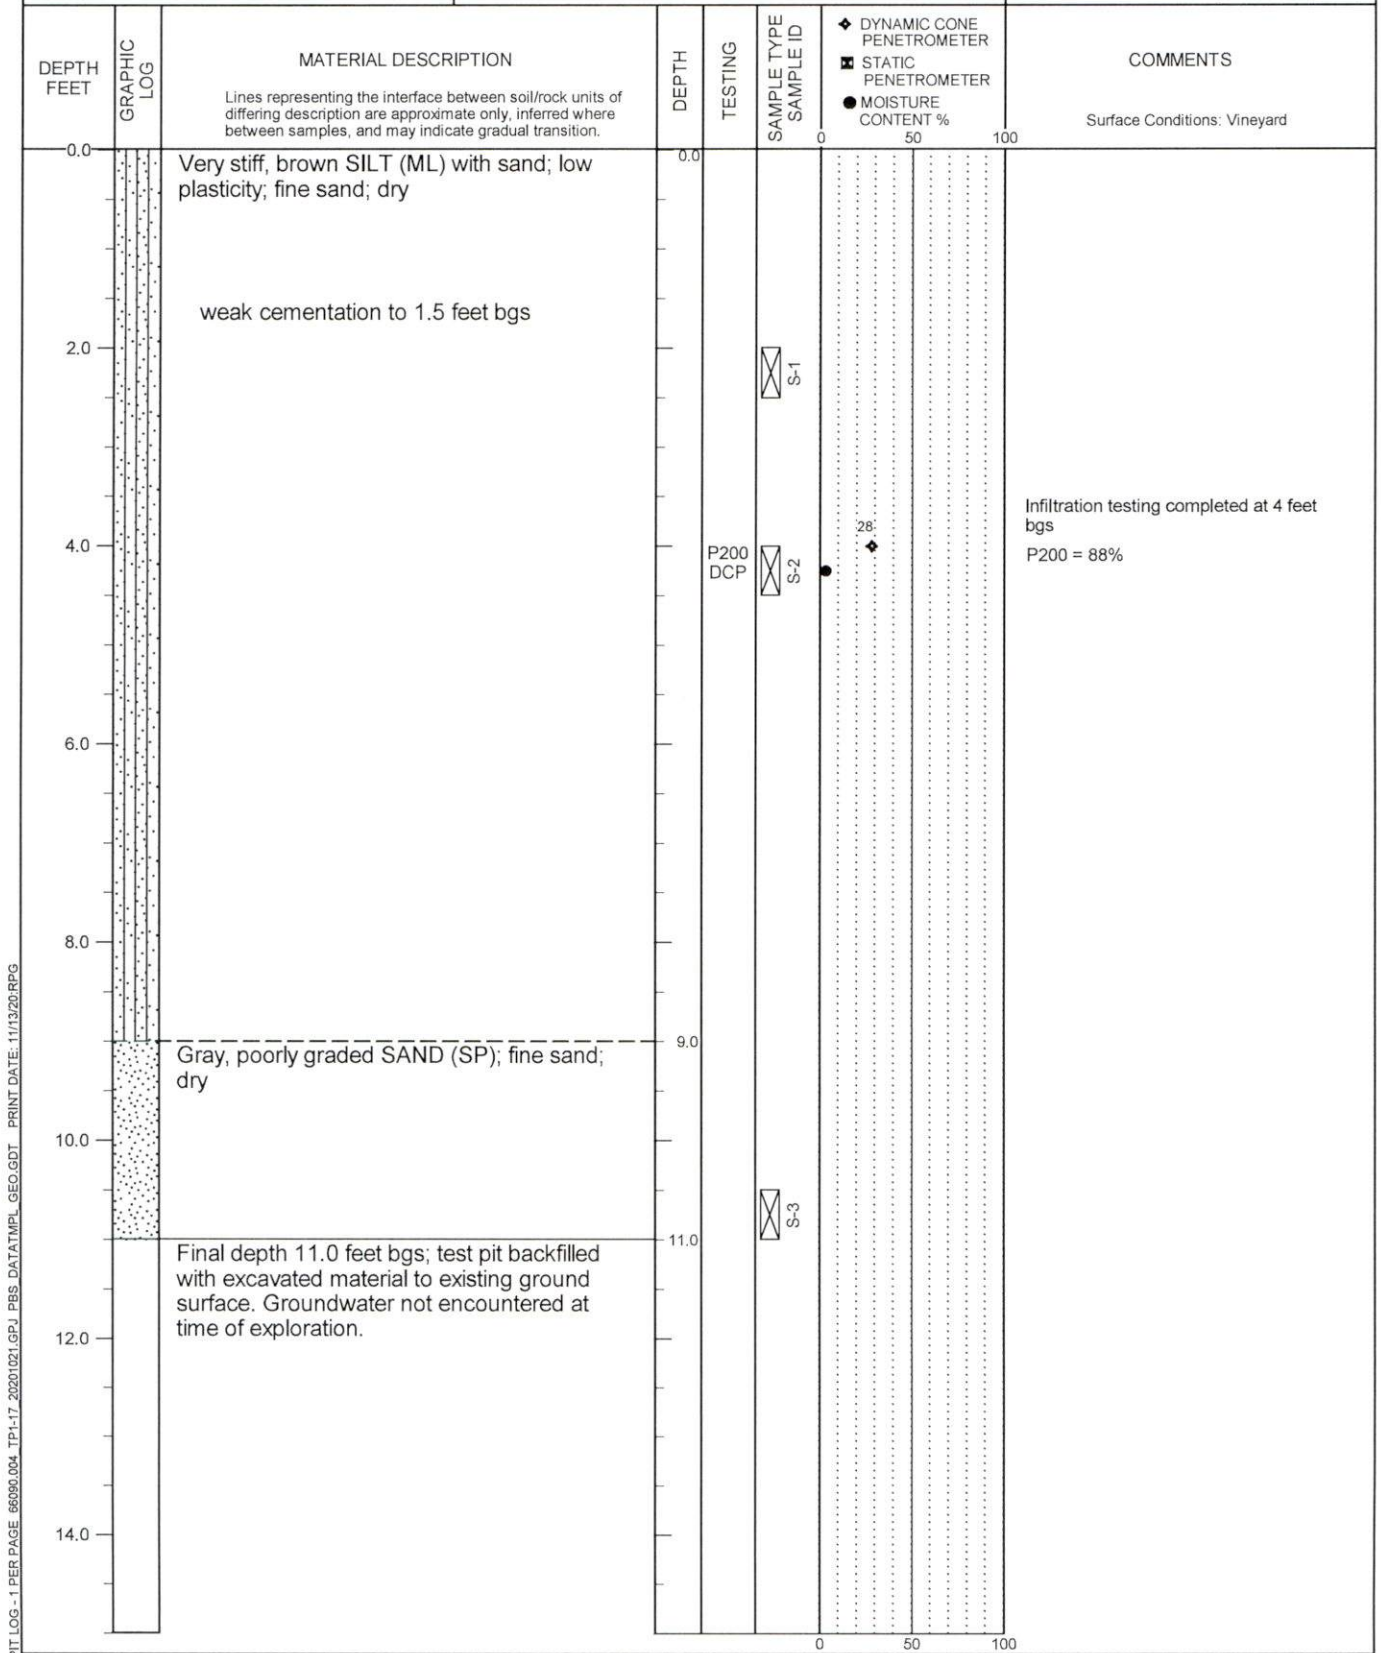 DEPTH
FEET
GRAPHIC
LOG
MATERIAL DESCRIPTION
Lines representing the interface between soil/rock units of
differing description are approximate only, inferred where
between samples, and may indicate gradual transition.
DEPTH
TESTING
SAMPLE TYPE
SAMPLE ID
DYNAMIC CONE
PENETROMETER
STATIC
PENETROMETER
MOISTURE
CONTENT %
0 50 100
COMMENTS
Surface Conditions: Vineyard
0.0
Very stiff, brown SILT (ML) with sand; low
plasticity; fine sand; dry
0.0
weak cementation to 1.5 feet bgs
2.0
S-1
Infiltration testing completed at 4 feet
bgs
28
4.0
P200
DCP
S-2
P200 = 88%
6.0
8.0
Gray, poorly graded SAND (SP); fine sand;
dry
9.0
10.0
S-3
11.0
Final depth 11.0 feet bgs; test pit backfilled
with excavated material to existing ground
surface. Groundwater not encountered at
time of exploration.
12.0
14.0
0 50 100
PIT LOG - 1 PER PAGE 66090.004_TP1-17_20201021.GPJ PBS_DATATMPL_GEO.GDT PRINT DATE: 11/13/20:RPG